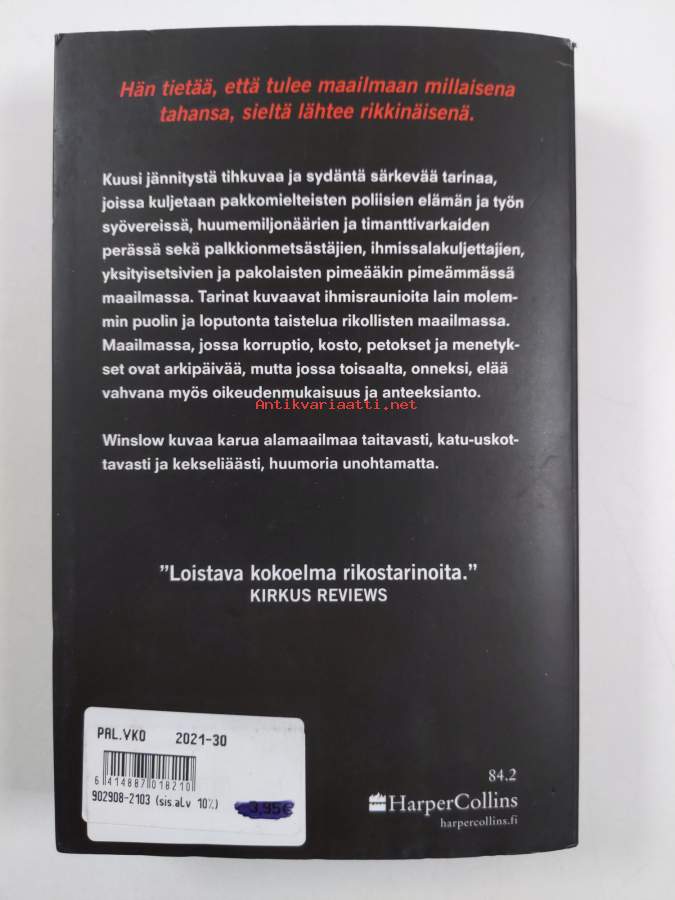 Hän tietää, että tulee maailmaan millaisena
tahansa, sieltä lähtee rikkinäisenä.
Kuusi jännitystä tihkuvaa ja sydäntä särkevää tarinaa,
joissa kuljetaan pakkomielteisten poliisien elämän ja työn
syövereissä, huumemiljonäärien ja timanttivarkaiden
perässä sekä palkkionmetsästäjien, ihmissalakuljettajien,
yksityisetsivien ja pakolaisten pimeääkin pimeämmässä
maailmassa. Tarinat kuvaavat ihmisraunioita lain molem-
min puolin ja loputonta taistelua rikollisten maailmassa.
Maailmassa, jossa korruptio, kosto, petokset ja menetyk-
set ovat arkipäivää, mutta jossa toisaalta, onneksi, elää
vahvana myös oikeudenmukaisuus ja anteeksianto.
Antikvariaatti.net
Winslow kuvaa karua alamaailmaa taitavasti, katu-uskot-
tavasti ja kekseliäästi, huumoria unohtamatta.
"Loistava kokoelma rikostarinoita."
KIRKUS REVIEWS
PAL.VKO 2021-30
6 414887 018210
902908-2103 (sis.alv 10%) 3,95€
84.2
HarperCollins
harpercollins.fi